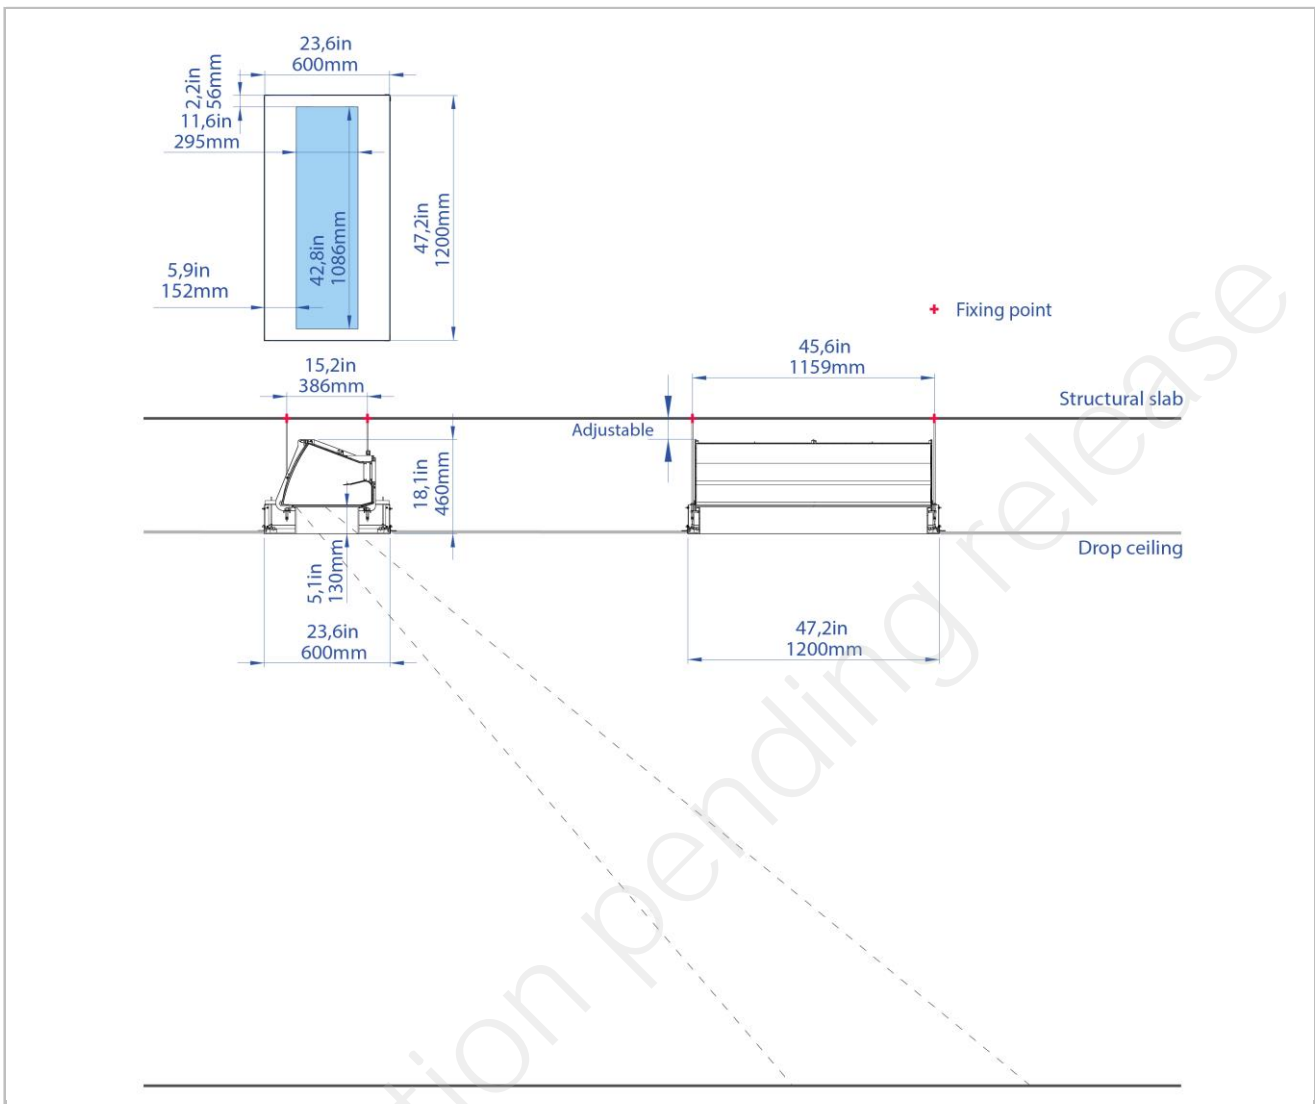 23,6in
600mm
2,2in
56mm
11,6in
295mm
47,2in
1200mm
42,8in
1086mm
5,9in
152mm
Fixing point
15,2in
386mm
45,6in
1159mm
Structural slab
Adjustable
18,1in
460mm
Drop ceiling
5,1in
130mm
23,6in
600mm
47,2in
1200mm
pending release